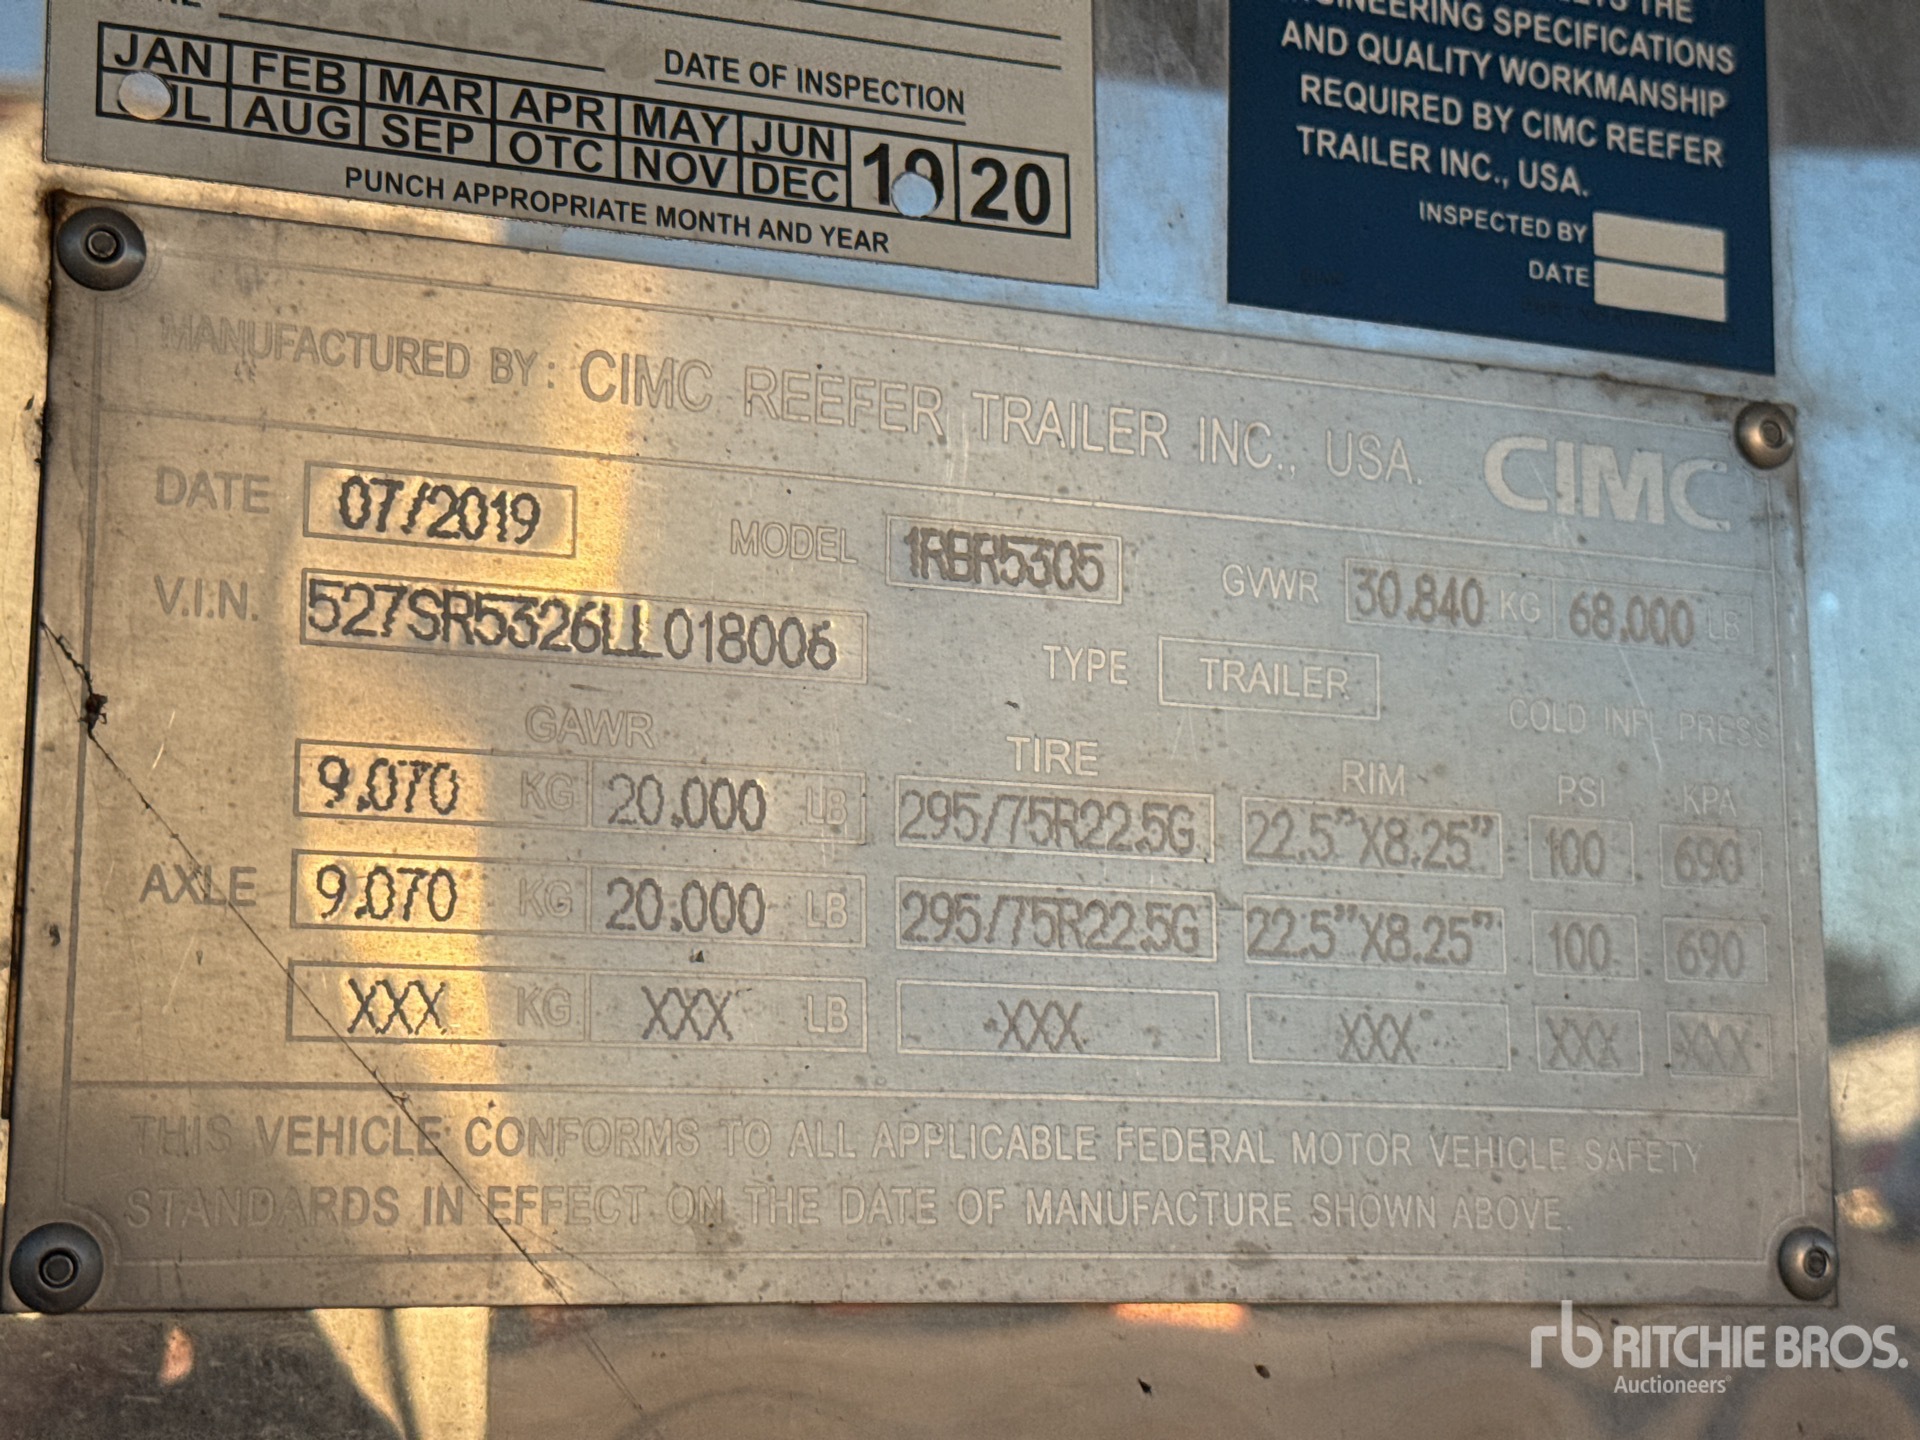 DATE OF INSPECTION
JAN FEB MAR APR MAY JUN
JUL AUG SEP OTC NOV DEC 19 20
PUNCH APPROPRIATE MONTH AND YEAR
THE
ENGINEERING SPECIFICATIONS
AND QUALITY WORKMANSHIP
REQUIRED BY CIMC REEFER
TRAILER INC., USA.
INSPECTED BY
DATE
MANUFACTURED BY: CIMC REEFER TRAILER INC., USA. CIMC
DATE 07/2019 MODEL 1RBR5305 GVWR 30.840 KG 68.000 LB
V.I.N. 527SR5326LL018006 TYPE TRAILER
GAWR TIRE RIM COLD INFL PRESS
PSI KPA
9.070 KG 20.000 LB 295/75R22.5G 22.5"X8.25" 100 690
AXLE 9.070 KG 20.000 LB 295/75R22.5G 22.5"X8.25" 100 690
XXX KG XXX LB XXX XXX XXX XXX
THIS VEHICLE CONFORMS TO ALL APPLICABLE FEDERAL MOTOR VEHICLE SAFETY
STANDARDS IN EFFECT ON THE DATE OF MANUFACTURE SHOWN ABOVE.
rb RITCHIE BROS.
Auctioneers